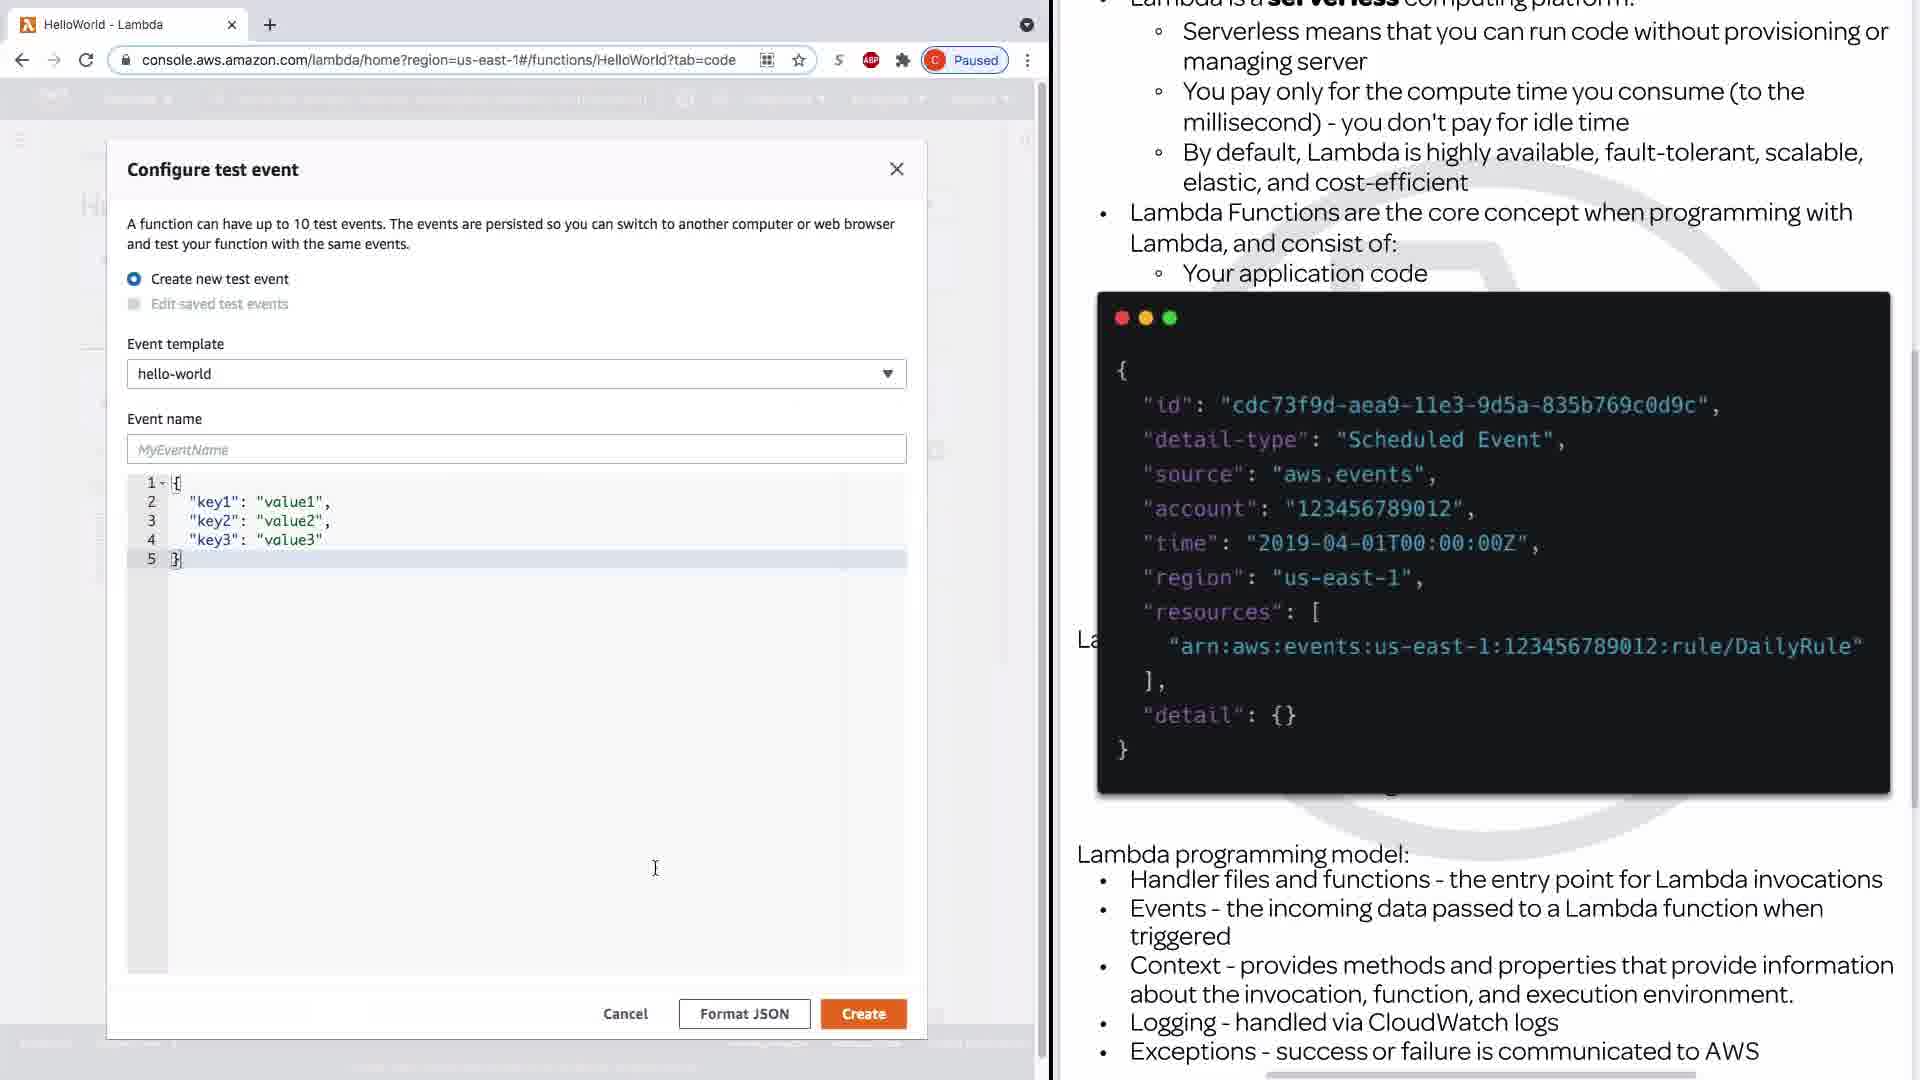 HelloWorld - Lambda
console.aws.amazon.com/lambda/home?region=us-east-1#/functions/HelloWorld?tab=code
ABP
C Paused
Configure test event
A function can have up to 10 test events. The events are persisted so you can switch to another computer or web browser
and test your function with the same events.
Create new test event
Edit saved test events
Event template
hello-world
Event name
MyEventName
1 {
2 "key1": "value1",
3 "key2": "value2",
4 "key3": "value3"
5 }
Cancel
Format JSON
Create
Lambda is a serverless computing platform.
Serverless means that you can run code without provisioning or
managing server
You pay only for the compute time you consume (to the
millisecond) - you don't pay for idle time
By default, Lambda is highly available, fault-tolerant, scalable,
elastic, and cost-efficient
Lambda Functions are the core concept when programming with
Lambda, and consist of:
Your application code
{
"id": "cdc73f9d-aea9-11e3-9d5a-835b769c0d9c",
"detail-type": "Scheduled Event",
"source": "aws.events",
"account": "123456789012",
"time": "2019-04-01T00:00:00Z",
"region": "us-east-1",
"resources": [
"arn:aws:events:us-east-1:123456789012:rule/DailyRule"
],
"detail": {}
}
Lambda programming model:
Handler files and functions - the entry point for Lambda invocations
Events - the incoming data passed to a Lambda function when
triggered
Context - provides methods and properties that provide information
about the invocation, function, and execution environment.
Logging - handled via CloudWatch logs
Exceptions - success or failure is communicated to AWS